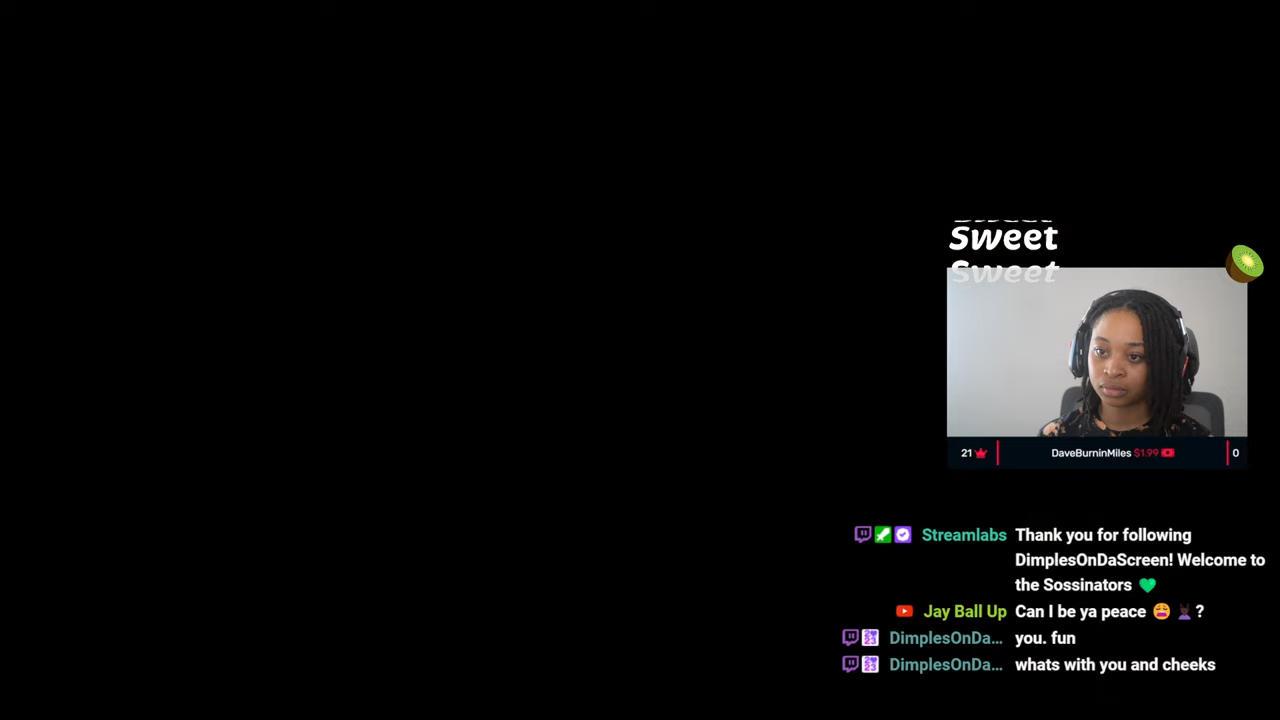 Sweet
Sweet
Sweet
21
DaveBurninMiles $1.99
0
Streamlabs Thank you for following
DimplesOnDaScreen! Welcome to
the Sossinators 💚
Jay Ball Up Can I be ya peace 😩 🤘🏿?
DimplesOnDa... you. fun
DimplesOnDa... whats with you and cheeks